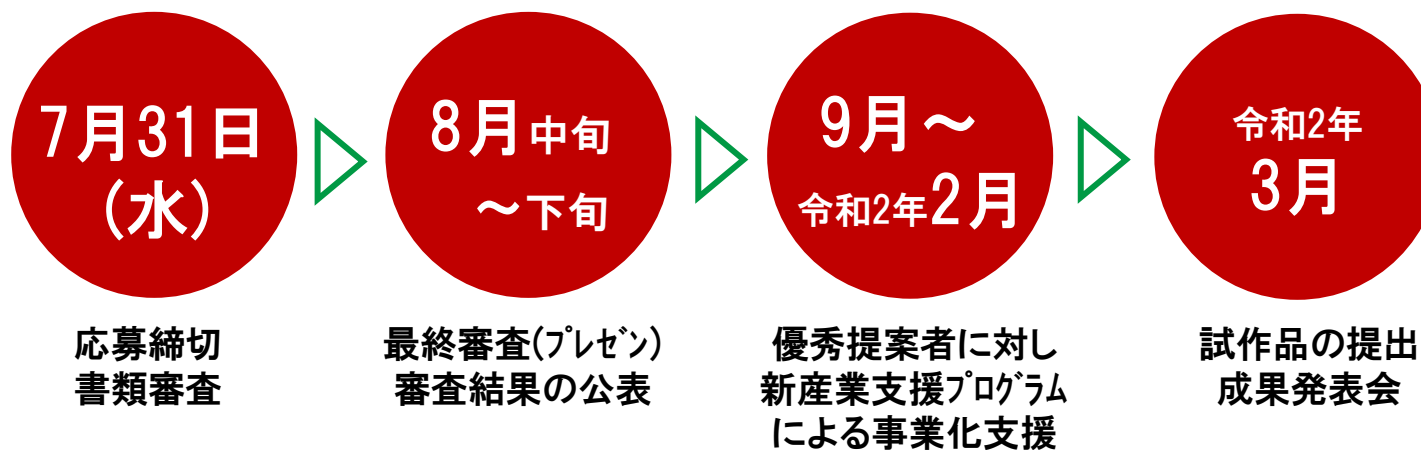 7月31日
(水)
応募締切
書類審査
8月中旬
～下旬
最終審査(ﾌﾟﾚｾﾞﾝ)
審査結果の公表
9月～
令和2年2月
優秀提案者に対し
新産業支援ﾌﾟﾛｸﾞﾗﾑ
による事業化支援
令和2年
3月
試作品の提出
成果発表会